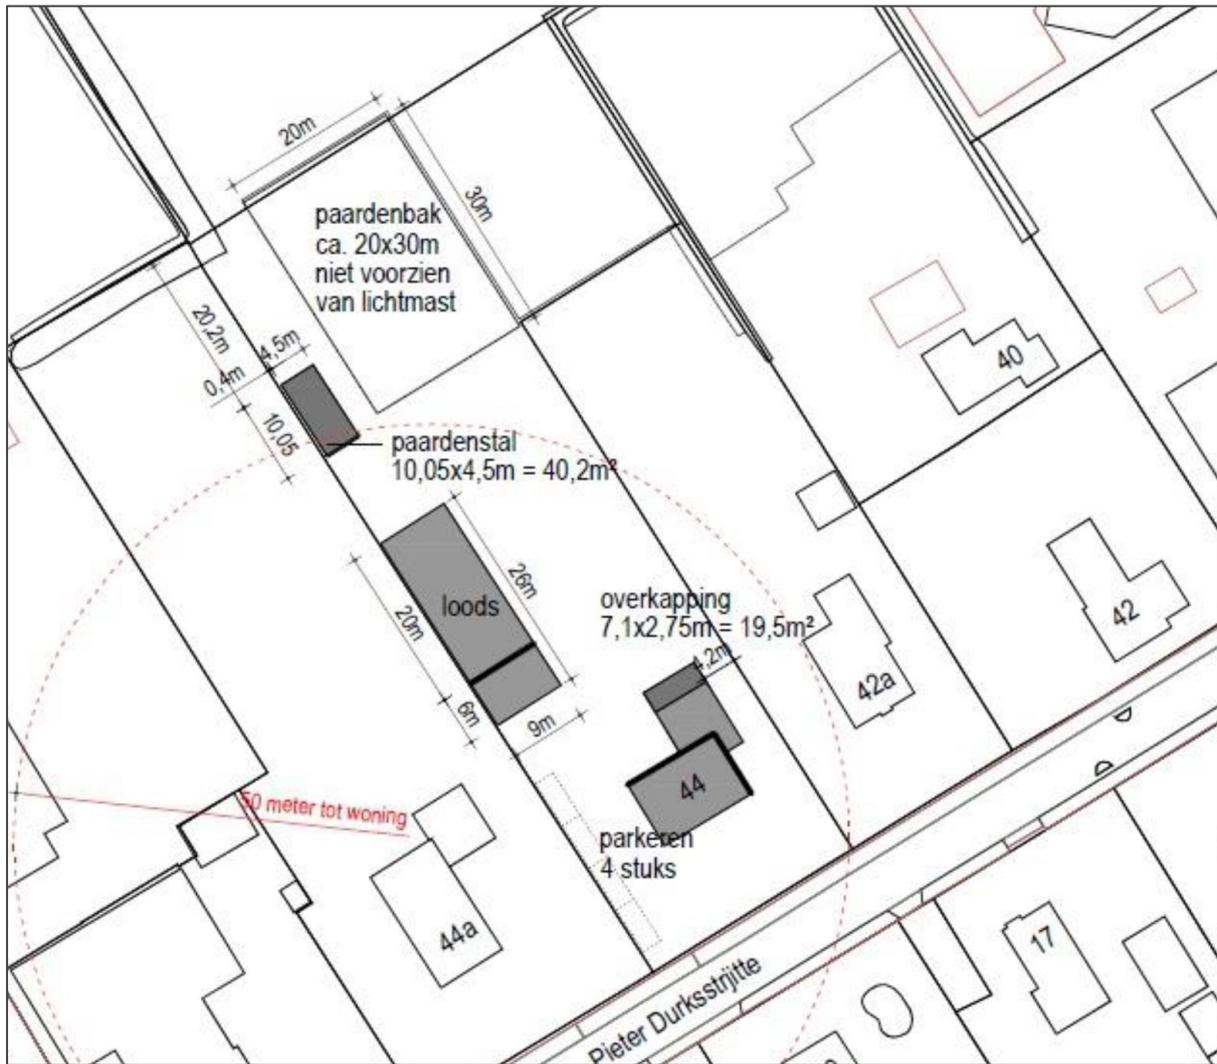 20m
30m
paardenbak
ca. 20x30m
niet voorzien
van lichtmast
20,2m
4,5m
0,4m
10,05
40
paardenstal
10,05x4,5m = 40,2m²
26m
loods
20m
overkapping
7,1x2,75m = 19,5m²
4,2m
42
42a
6m
9m
44
50 meter tot woning
parkeren
4 stuks
44a
17
Pieter Durksstrjitte